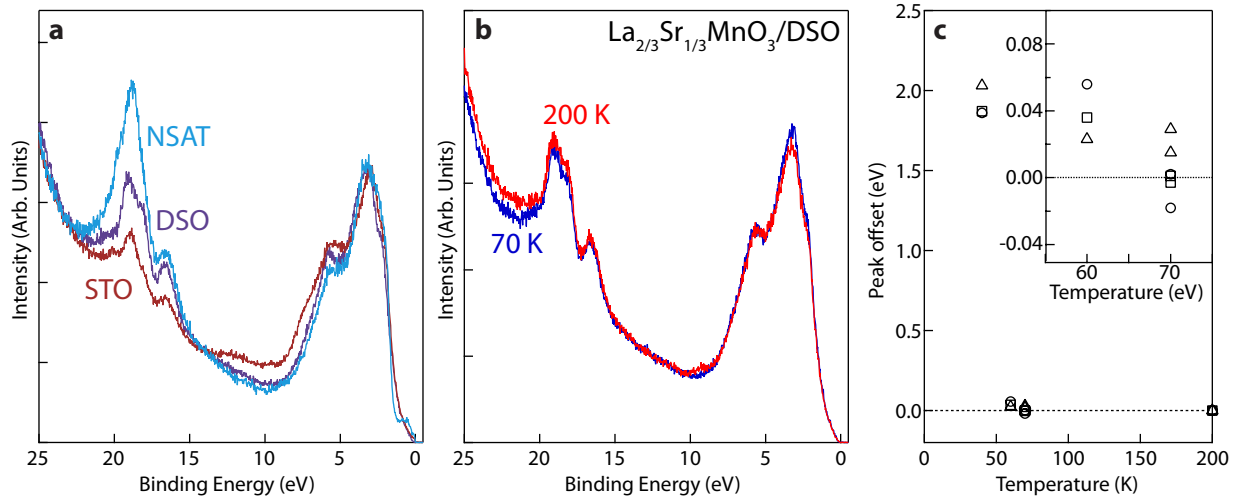 a
Intensity (Arb. Units)
NSAT
DSO
STO
25 20 15 10 5 0
Binding Energy (eV)
b
La2/3Sr1/3MnO3/DSO
Intensity (Arb. Units)
200 K
70 K
25 20 15 10 5 0
Binding Energy (eV)
c
Peak offset (eV)
2.5
2.0
1.5
1.0
0.5
0.0
0 50 100 150 200
Temperature (K)
0.08
0.04
0.00
-0.04
60 70
Temperature (eV)